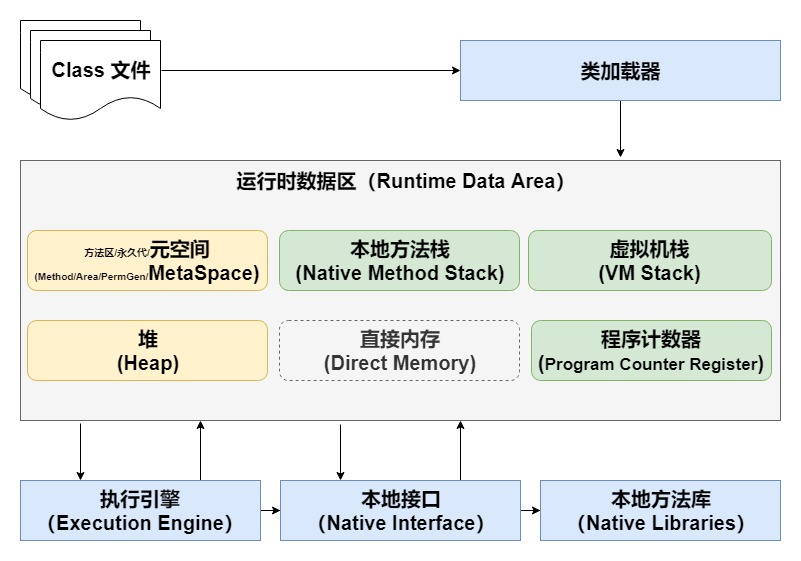 Class 文件
类加载器
运行时数据区（Runtime Data Area）
方法区/永久代/元空间
(Method/Area/PermGen/MetaSpace)
本地方法栈
(Native Method Stack)
虚拟机栈
(VM Stack)
堆
(Heap)
直接内存
(Direct Memory)
程序计数器
(Program Counter Register)
执行引擎
（Execution Engine）
本地接口
（Native Interface）
本地方法库
（Native Libraries）